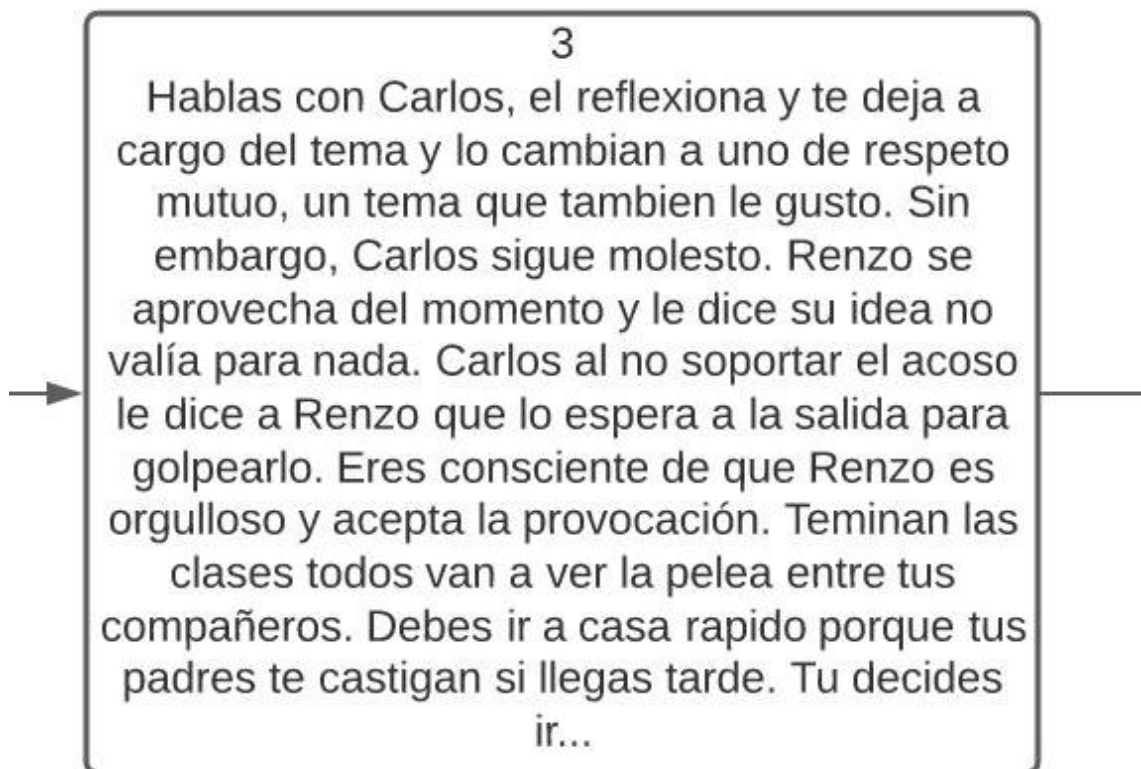 3
Hablas con Carlos, el reflexiona y te deja a
cargo del tema y lo cambian a uno de respeto
mutuo, un tema que tambien le gusto. Sin
embargo, Carlos sigue molesto. Renzo se
aprovecha del momento y le dice su idea no
valía para nada. Carlos al no soportar el acoso
le dice a Renzo que lo espera a la salida para
golpearlo. Eres consciente de que Renzo es
orgulloso y acepta la provocación. Teminan las
clases todos van a ver la pelea entre tus
compañeros. Debes ir a casa rapido porque tus
padres te castigan si llegas tarde. Tu decides
ir...